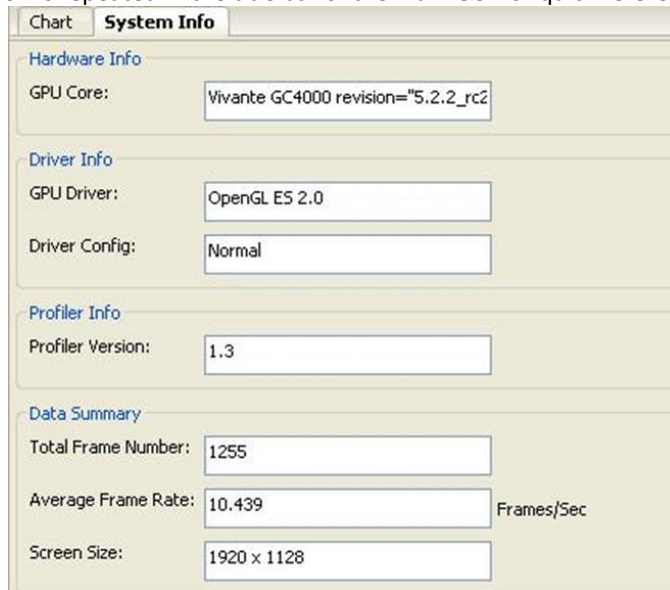 Chart System Info
Hardware Info
GPU Core: Vivante GC4000 revision="5.2.2_rc2
Driver Info
GPU Driver: OpenGL ES 2.0
Driver Config: Normal
Profiler Info
Profiler Version: 1.3
Data Summary
Total Frame Number: 1255
Average Frame Rate: 10.439 Frames/Sec
Screen Size: 1920 x 1128